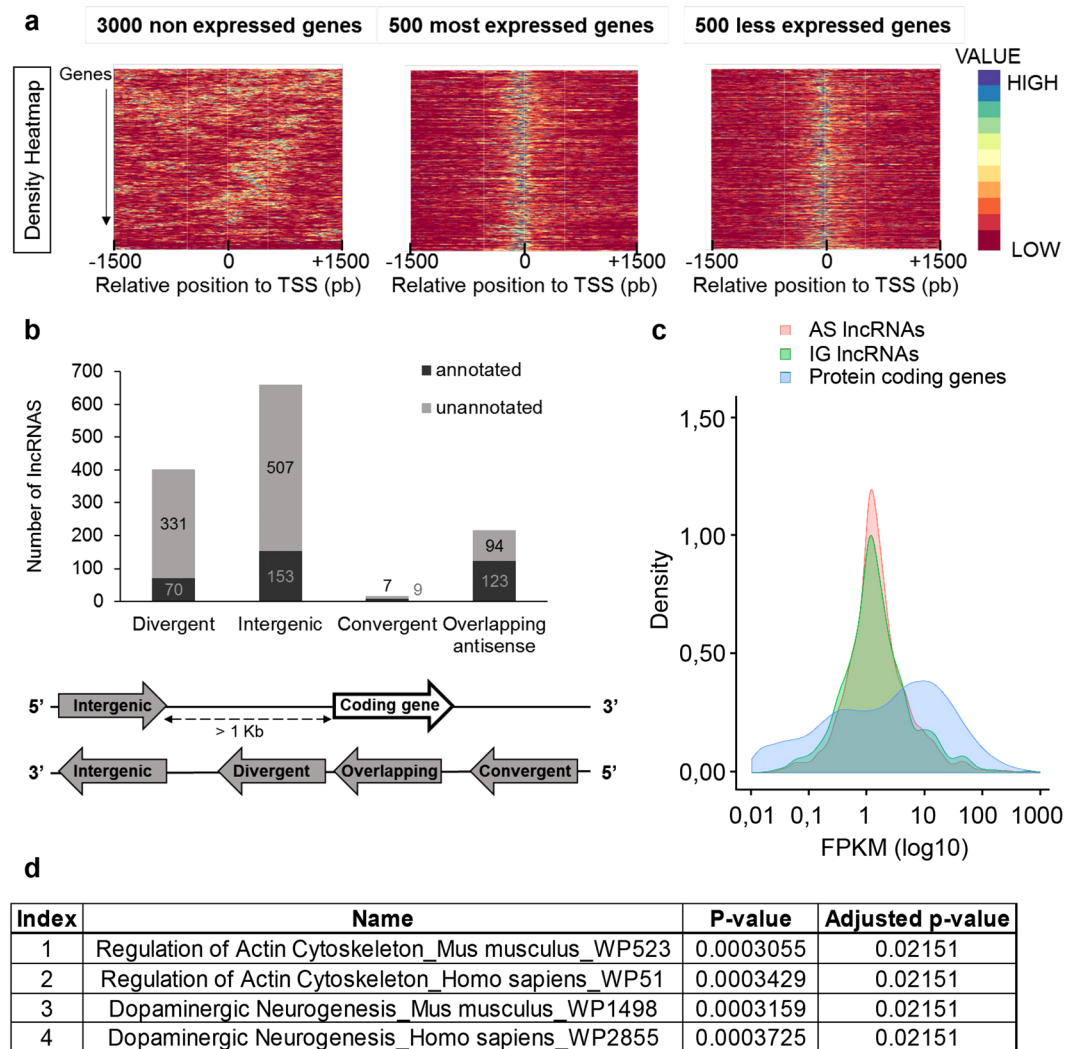 a
3000 non expressed genes
500 most expressed genes
500 less expressed genes
Density Heatmap
Genes
VALUE
HIGH
LOW
-1500 0 +1500
-1500 0 +1500
-1500 0 +1500
Relative position to TSS (pb)
Relative position to TSS (pb)
Relative position to TSS (pb)
b
Number of lncRNAS
700
600
500
400
300
200
100
0
annotated
unannotated
331
70
507
153
7
9
94
123
Divergent
Intergenic
Convergent
Overlapping
antisense
5' Intergenic Coding gene 3'
> 1 Kb
3' Intergenic Divergent Overlapping Convergent 5'
c
AS lncRNAs
IG lncRNAs
Protein coding genes
Density
1,50
1,00
0,50
0,00
0,01 0,1 1 10 100 1000
FPKM (log10)
d
Index Name P-value Adjusted p-value
1 Regulation of Actin Cytoskeleton_Mus musculus_WP523 0.0003055 0.02151
2 Regulation of Actin Cytoskeleton_Homo sapiens_WP51 0.0003429 0.02151
3 Dopaminergic Neurogenesis_Mus musculus_WP1498 0.0003159 0.02151
4 Dopaminergic Neurogenesis_Homo sapiens_WP2855 0.0003725 0.02151